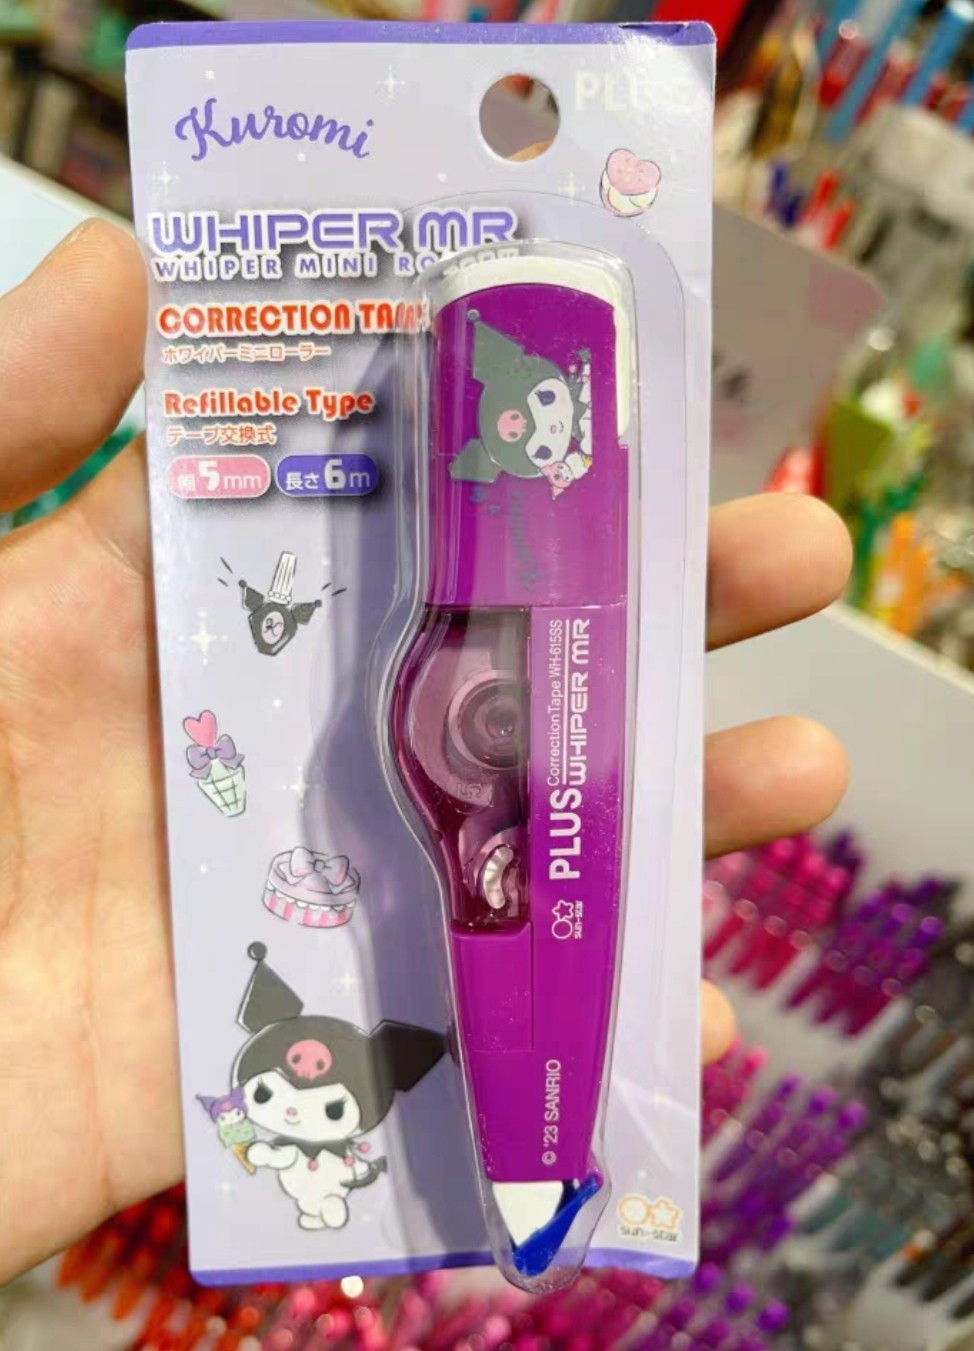 Kuromi
PLUS
WHIPER MR
WHIPER MINI
CORRECTION
ホワイパーミニローラー
Refillable Type
テープ交換式
幅5mm 長さ6m
Correction Tape WH-615SS
PLUS WHIPER MR
sun-star
© '23 SANRIO
sun-star